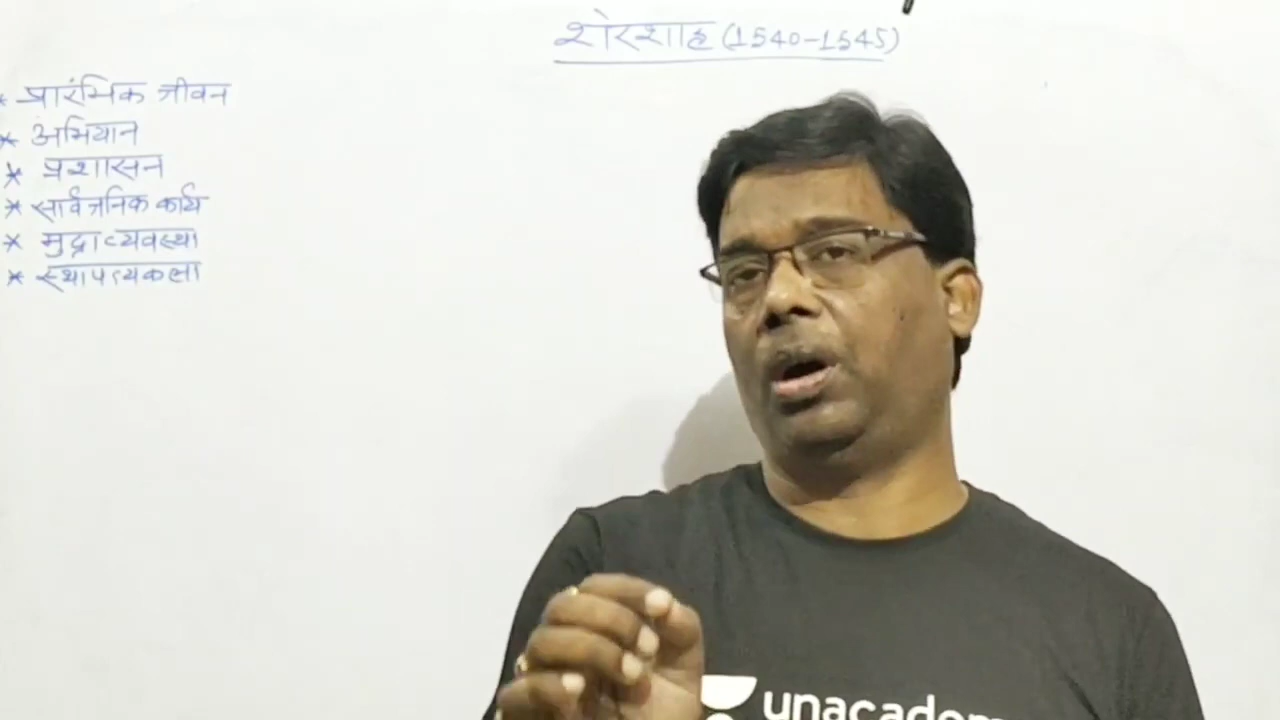 शेरशाह (1540-1545)
* प्रारंभिक जीवन
* अभियान
* प्रशासन
* सार्वजनिक कार्य
* मुद्राव्यवस्था
* स्थापत्यकला
unacadem